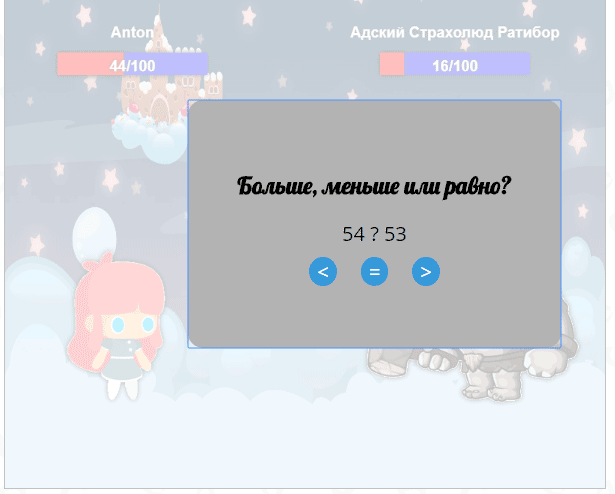 Anton
Адский Страхолюд Ратибор
44/100
16/100
Больше, меньше или равно?
54 ? 53
< = >